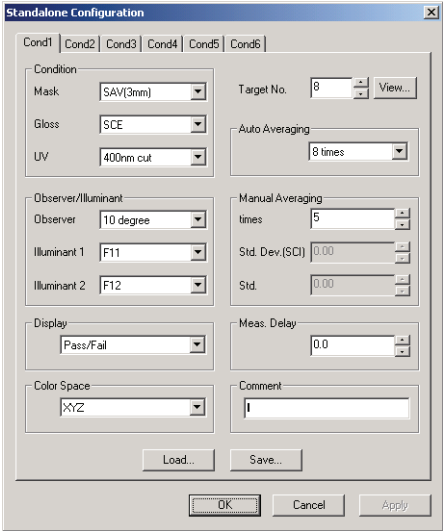 Standalone Configuration
Cond1 Cond2 Cond3 Cond4 Cond5 Cond6
Condition
Mask SAV(3mm)
Gloss SCE
UV 400nm cut
Target No. 8 View...
Auto Averaging
8 times
Observer/Illuminant
Observer 10 degree
Illuminant 1 F11
Illuminant 2 F12
Manual Averaging
times 5
Std. Dev.(SCI) 0.00
Std. 0.00
Display
Pass/Fail
Meas. Delay
0.0
Color Space
XYZ
Comment
Load... Save...
OK Cancel Apply